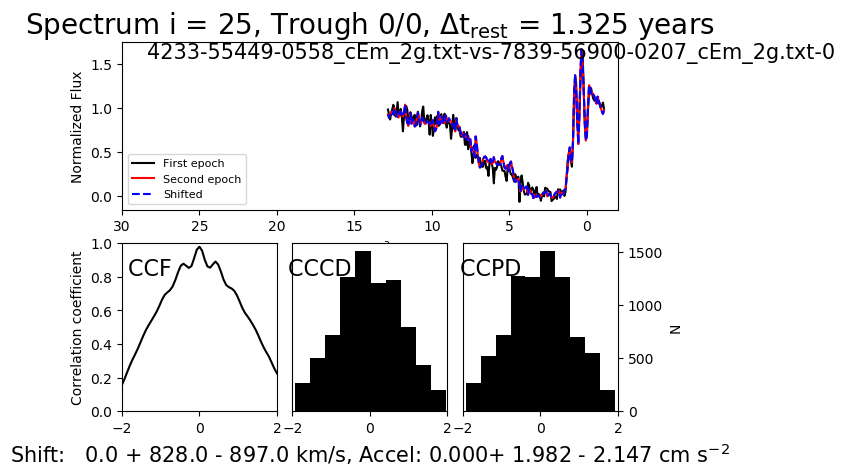 Spectrum i = 25, Trough 0/0, Δt_rest = 1.325 years
4233-55449-0558_cEm_2g.txt-vs-7839-56900-0207_cEm_2g.txt-0
Normalized Flux
1.5
1.0
0.5
0.0
First epoch
Second epoch
Shifted
30 25 20 15 10 5 0
Correlation coefficient
1.0
0.8
0.6
0.4
0.2
0.0
CCF
−2 0 2
CCCD
−2 0 2
CCPD
−2 0 2
1500
1000
500
0
N
Shift: 0.0 + 828.0 - 897.0 km/s, Accel: 0.000+ 1.982 - 2.147 cm s⁻²